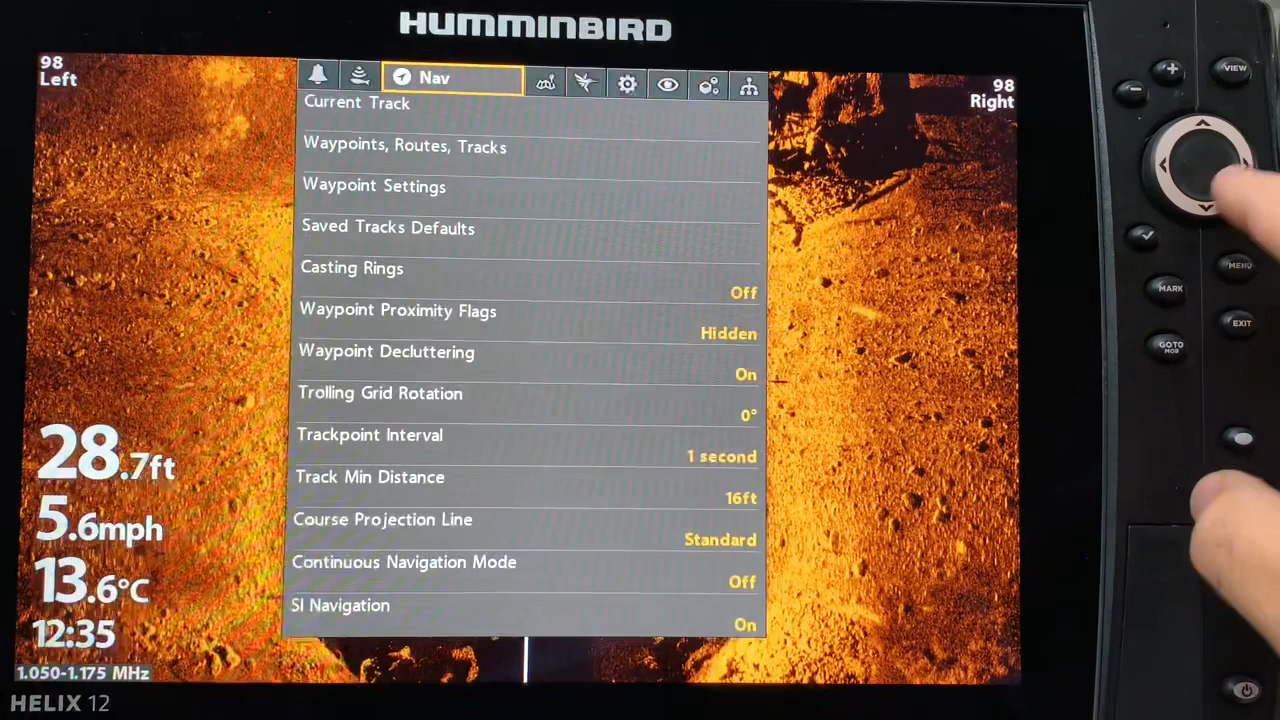 HUMMINBIRD
98
Left
98
Right
Nav
Current Track
Waypoints, Routes, Tracks
Waypoint Settings
Saved Tracks Defaults
Casting Rings
Off
Waypoint Proximity Flags
Hidden
Waypoint Decluttering
On
Trolling Grid Rotation
0°
Trackpoint Interval
1 second
Track Min Distance
16ft
Course Projection Line
Standard
Continuous Navigation Mode
Off
SI Navigation
On
28.7ft
5.6mph
13.6°C
12:35
1.050-1.175 MHz
HELIX 12
+
VIEW
-
MENU
MARK
EXIT
GO TO
MOB